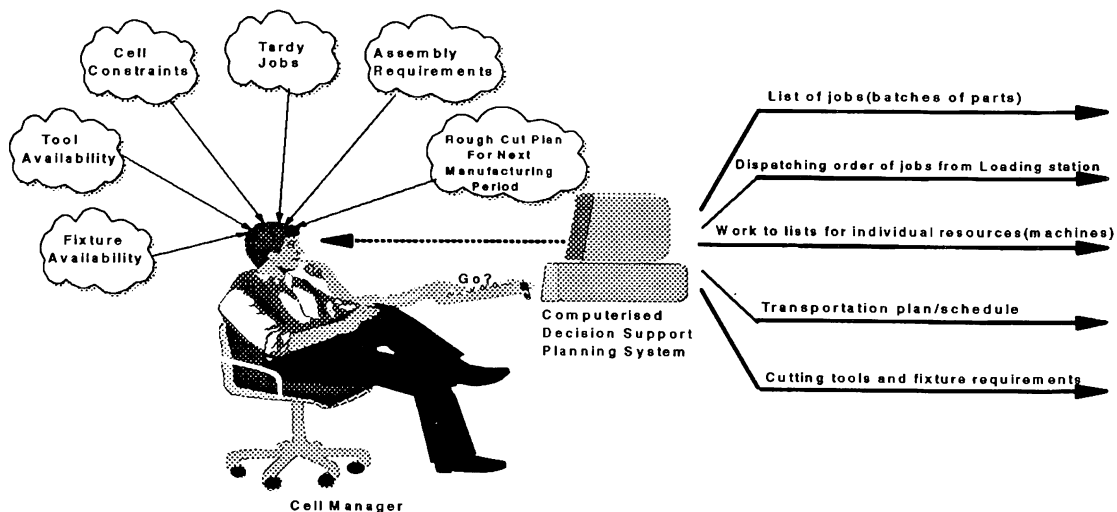 Cell
Constraints
Tardy
Jobs
Assembly
Requirements
Tool
Availability
Rough Cut Plan
For Next
Manufacturing
Period
Fixture
Availability
Go?
Computerised
Decision Support
Planning System
Cell Manager
List of jobs(batches of parts)
Dispatching order of jobs from Loading station
Work to lists for individual resources(machines)
Transportation plan/schedule
Cutting tools and fixture requirements